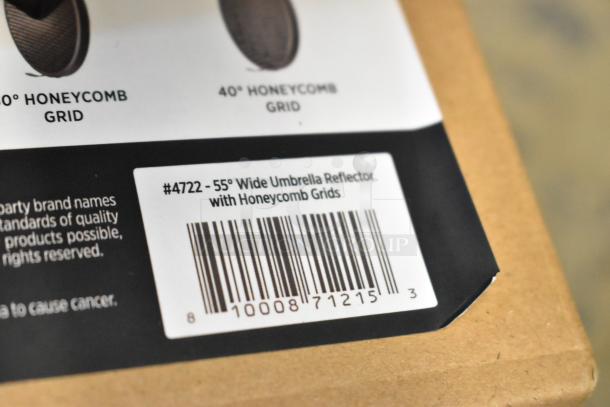 0° HONEYCOMB
GRID
40° HONEYCOMB
GRID
party brand names
tandards of quality
products possible,
rights reserved.
a to cause cancer.
#4722 - 55° Wide Umbrella Reflector
with Honeycomb Grids
8 10008 71215 3